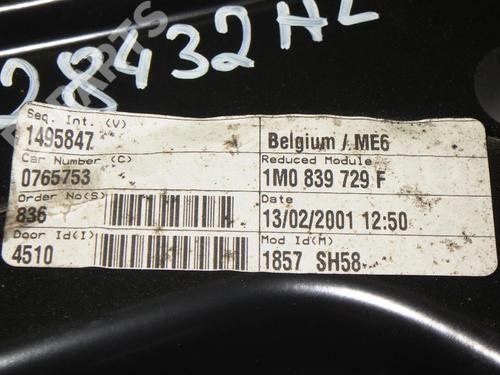 28432HL
Seq. Int. (V)
1495847
Car Number (C)
0765753
Order No(S)
836
Door Id(I)
4510
Belgium / ME6
Reduced Module
1M0 839 729 F
Date
13/02/2001 12:50
Mod Id(M)
1857 SH58